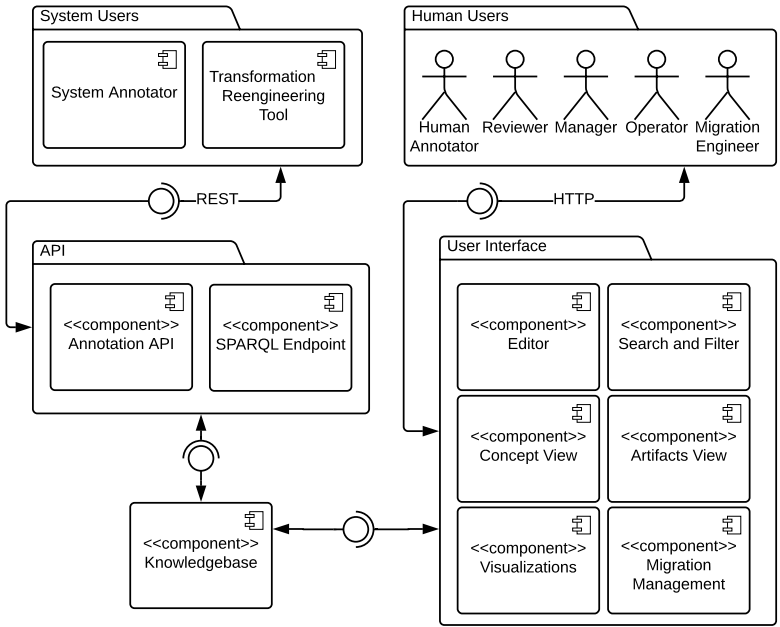 System Users
System Annotator
Transformation
Reengineering
Tool
Human Users
Human
Annotator
Reviewer
Manager
Operator
Migration
Engineer
REST
HTTP
API
<<component>>
Annotation API
<<component>>
SPARQL Endpoint
User Interface
<<component>>
Editor
<<component>>
Search and Filter
<<component>>
Concept View
<<component>>
Artifacts View
<<component>>
Visualizations
<<component>>
Migration
Management
<<component>>
Knowledgebase